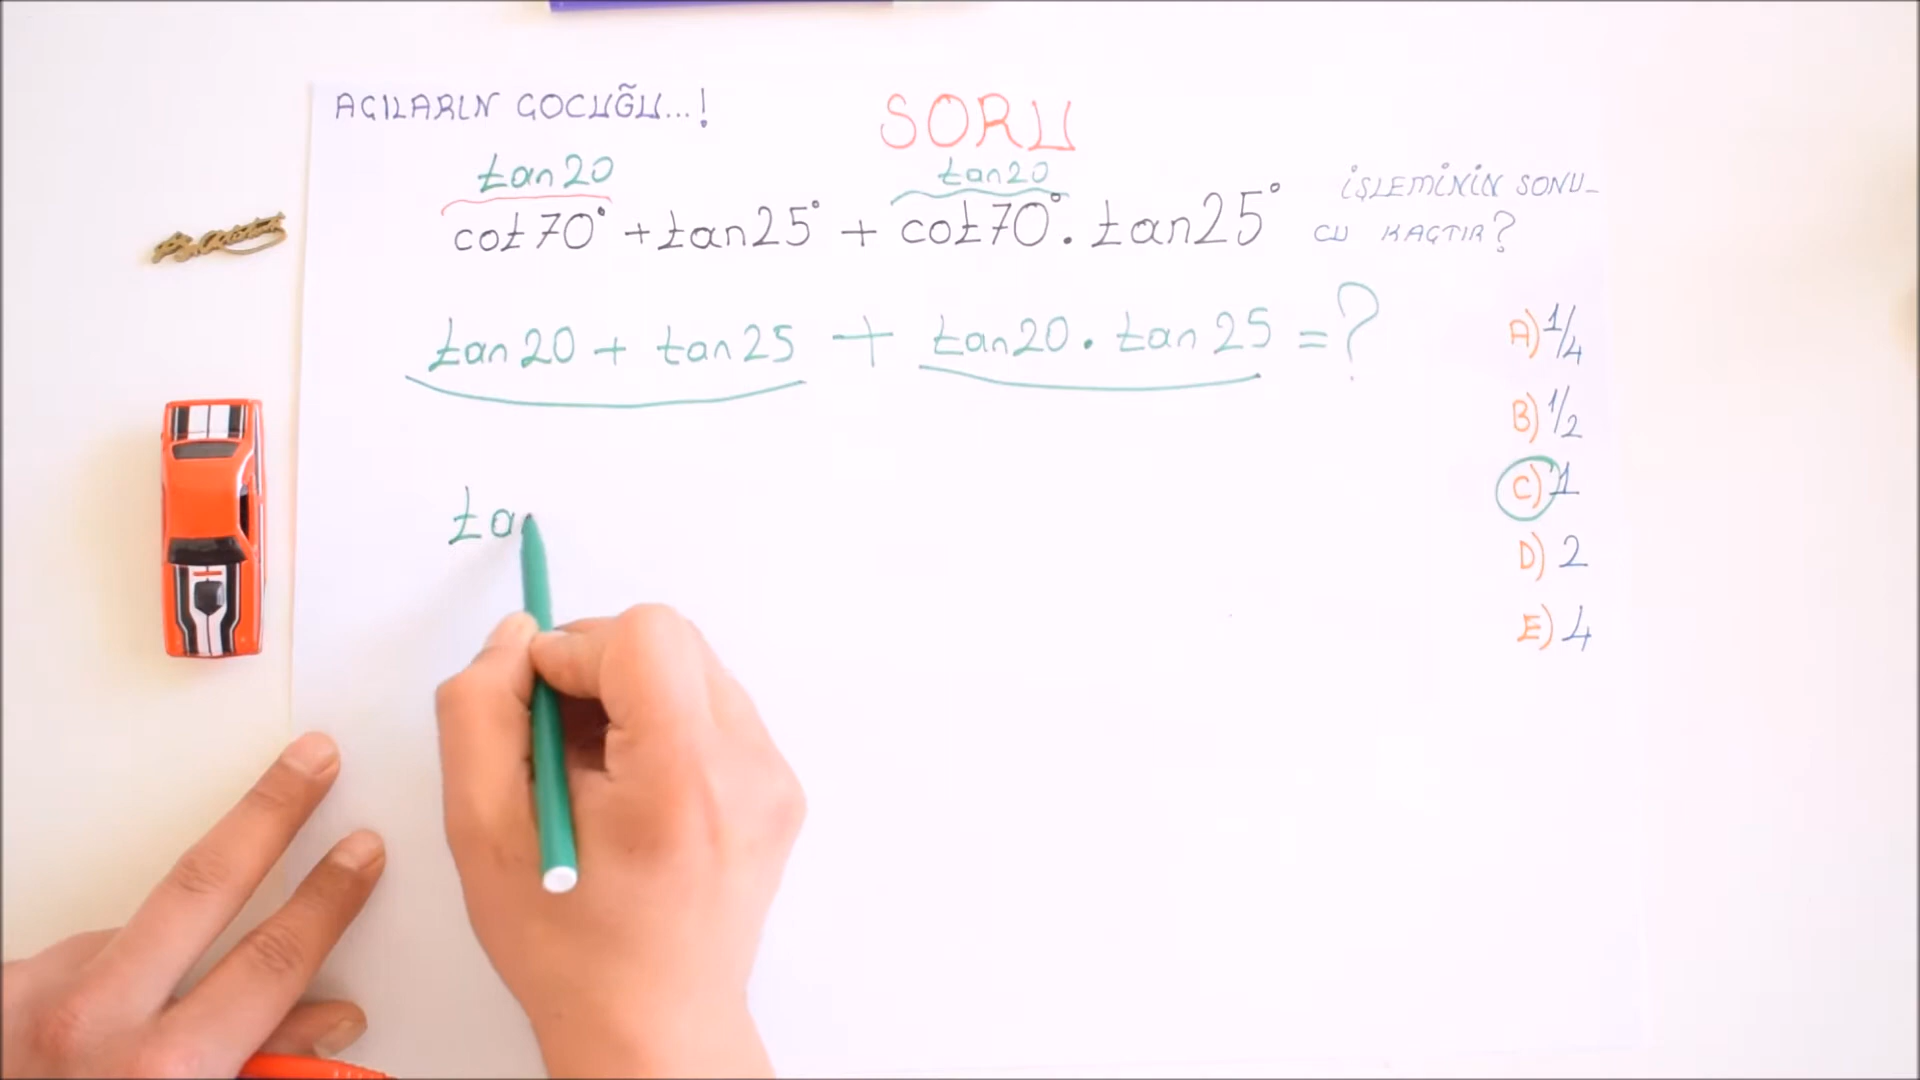 AÇILARIN ÇOCUĞU...!
SORU
tan20 tan20
cot70° + tan25° + cot70° . tan25° İŞLEMİNİN SONU-
CU KAÇTIR?
tan20 + tan25 + tan20 . tan25 = ?
A) 1/4
B) 1/2
C) 1
D) 2
E) 4
ta